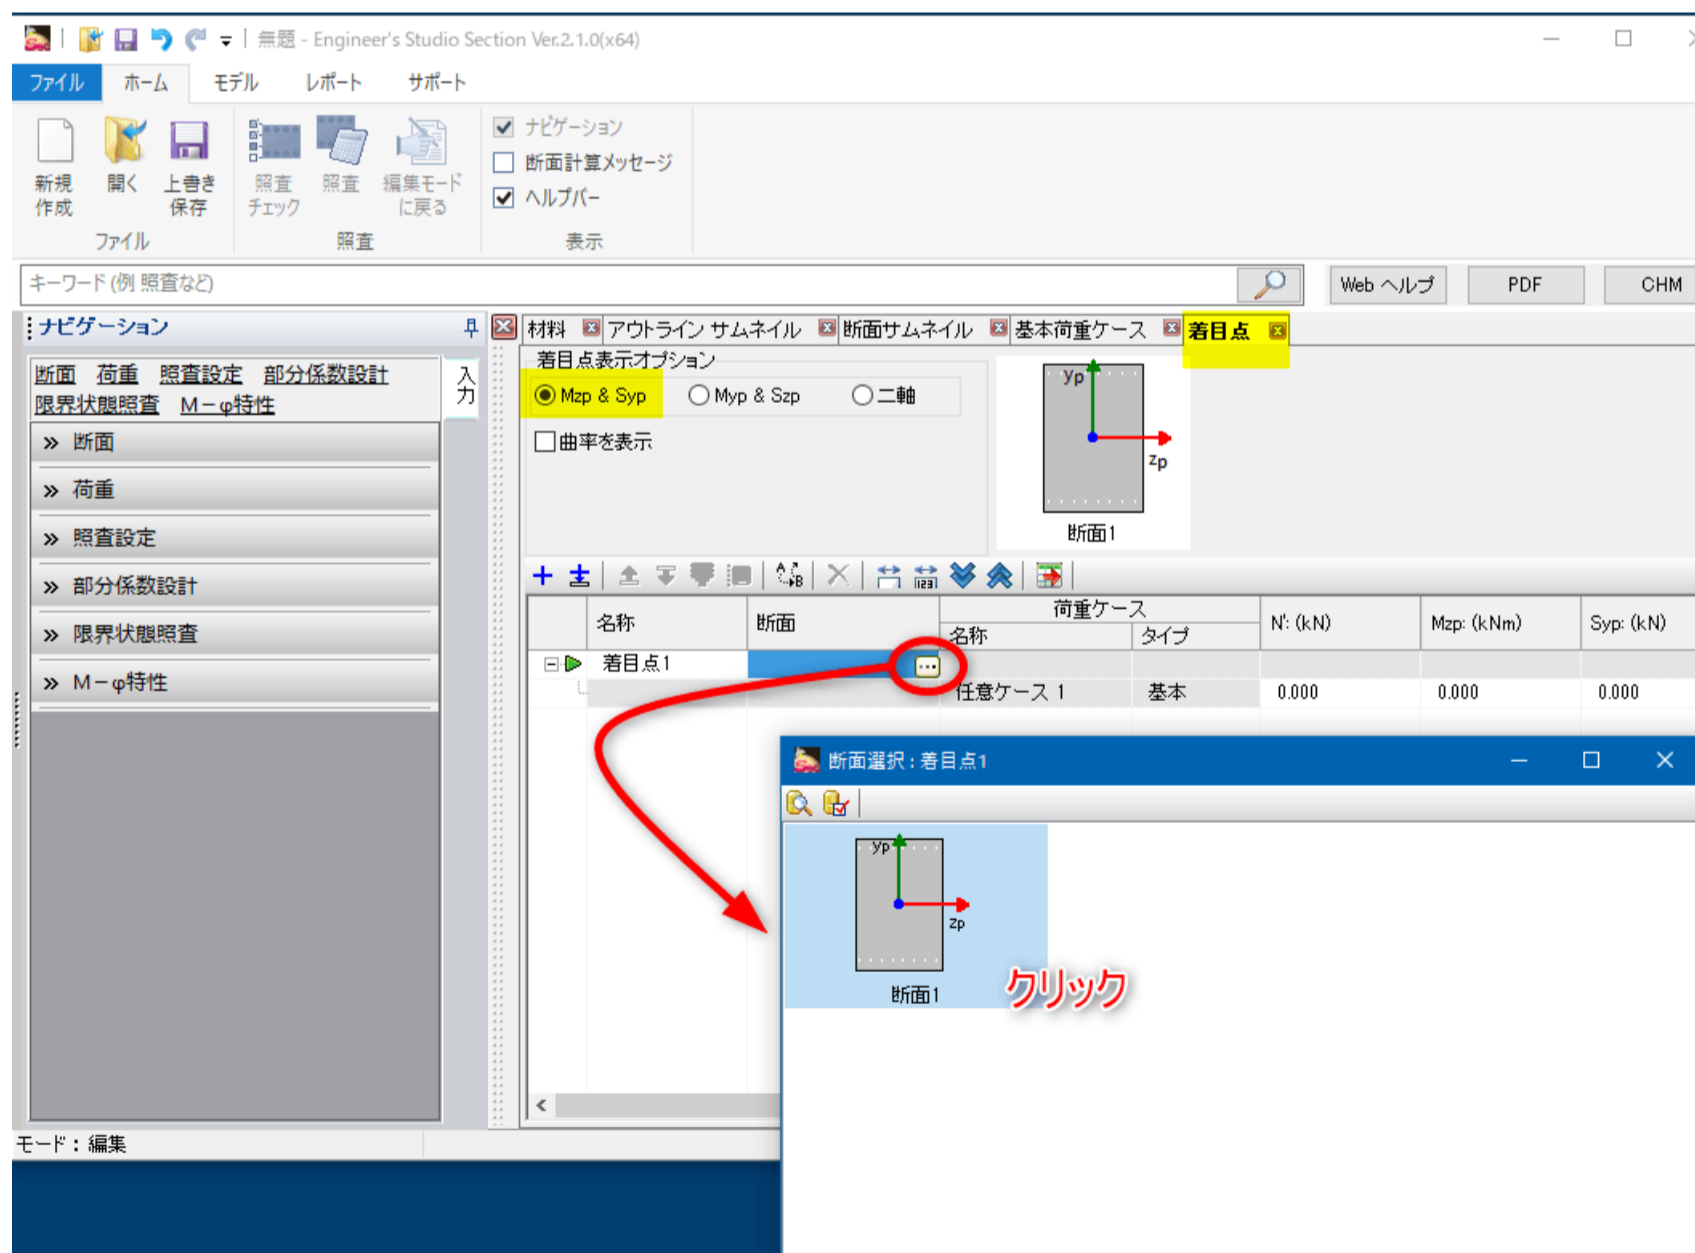 無題 - Engineer's Studio Section Ver.2.1.0(x64)
ファイル ホーム モデル レポート サポート
新規作成 開く 上書き保存 照査チェック 照査 編集モードに戻る
ナビゲーション
断面計算メッセージ
ヘルプバー
ファイル 照査 表示
キーワード (例 照査など) Web ヘルプ PDF CHM
ナビゲーション
断面 荷重 照査設定 部分係数設計
限界状態照査 M－φ特性
入力
» 断面
» 荷重
» 照査設定
» 部分係数設計
» 限界状態照査
» M－φ特性
材料 アウトライン サムネイル 断面サムネイル 基本荷重ケース 着目点
着目点表示オプション
Mzp & Syp Myp & Szp 二軸
曲率を表示
yp
zp
断面1
名称 断面 荷重ケース N': (kN) Mzp: (kNm) Syp: (kN)
名称 タイプ
着目点1
任意ケース 1 基本 0.000 0.000 0.000
断面選択 : 着目点1
yp
zp
断面1
クリック
モード：編集